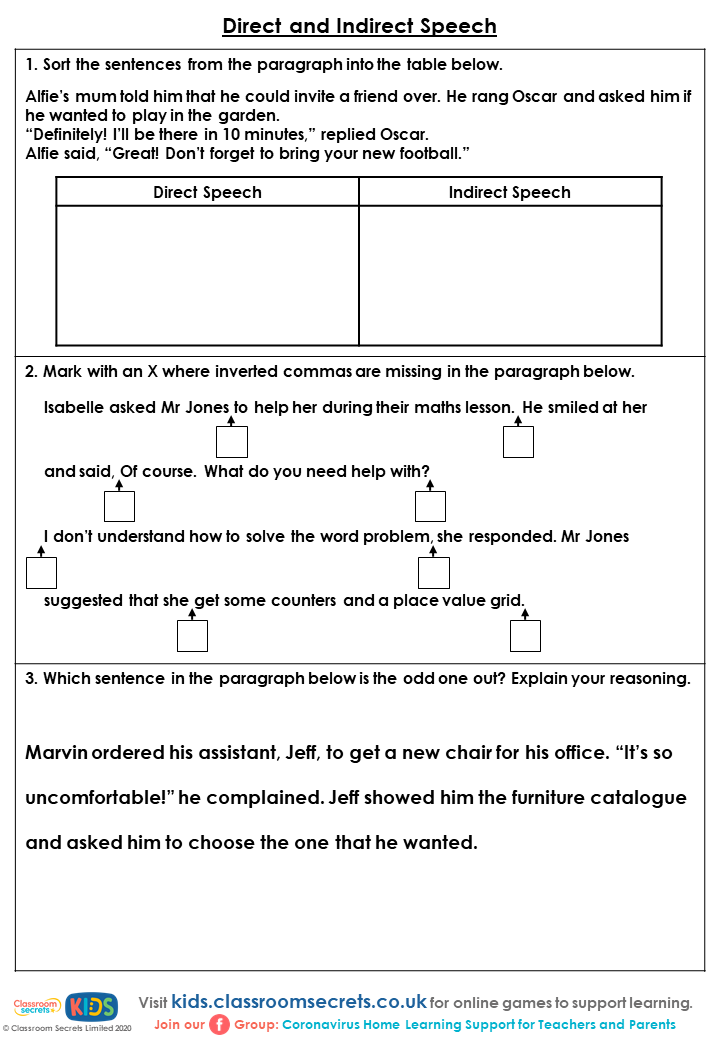 Direct and Indirect Speech
1. Sort the sentences from the paragraph into the table below.
Alfie’s mum told him that he could invite a friend over. He rang Oscar and asked him if
he wanted to play in the garden.
“Definitely! I’ll be there in 10 minutes,” replied Oscar.
Alfie said, “Great! Don’t forget to bring your new football.”
Direct Speech
Indirect Speech
2. Mark with an X where inverted commas are missing in the paragraph below.
Isabelle asked Mr Jones to help her during their maths lesson. He smiled at her
and said, Of course. What do you need help with?
I don’t understand how to solve the word problem, she responded. Mr Jones
suggested that she get some counters and a place value grid.
3. Which sentence in the paragraph below is the odd one out? Explain your reasoning.
Marvin ordered his assistant, Jeff, to get a new chair for his office. “It’s so
uncomfortable!” he complained. Jeff showed him the furniture catalogue
and asked him to choose the one that he wanted.
Classroom Secrets KIDS
© Classroom Secrets Limited 2020
Visit kids.classroomsecrets.co.uk for online games to support learning.
Join our f Group: Coronavirus Home Learning Support for Teachers and Parents